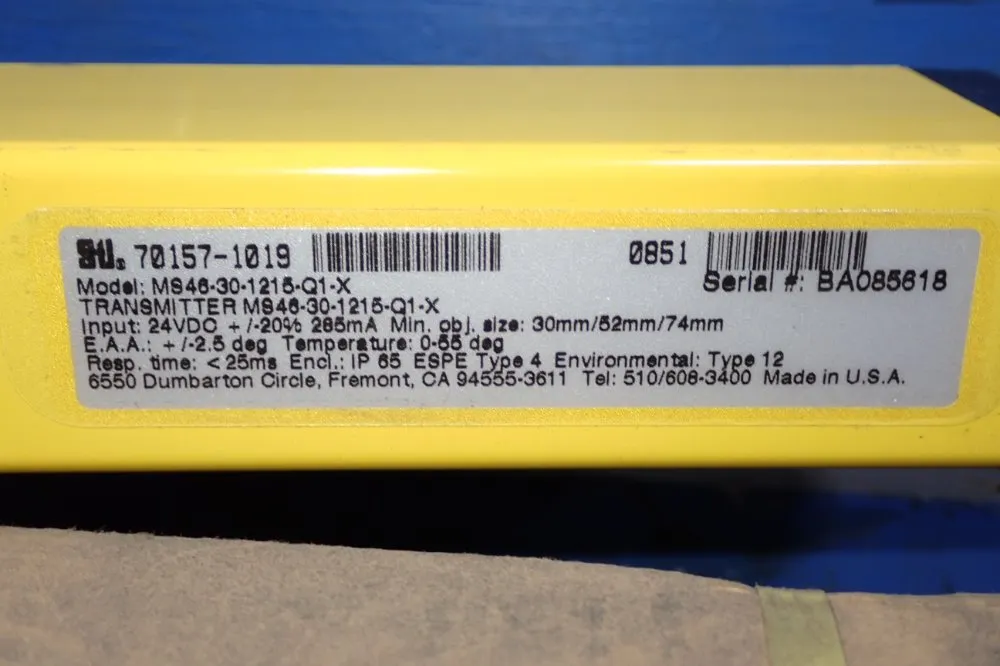 STI. 70157-1019 0851
Serial #: BA085618
Model: MS46-30-1215-Q1-X
TRANSMITTER MS46-30-1215-Q1-X
Input: 24VDC +/-20% 285mA Min. obj. size: 30mm/52mm/74mm
E.A.A.: +/-2.5 deg Temperature: 0-55 deg
Resp. time: <25ms Encl.: IP 65 ESPE Type 4 Environmental: Type 12
6550 Dumbarton Circle, Fremont, CA 94555-3611 Tel: 510/608-3400 Made in U.S.A.